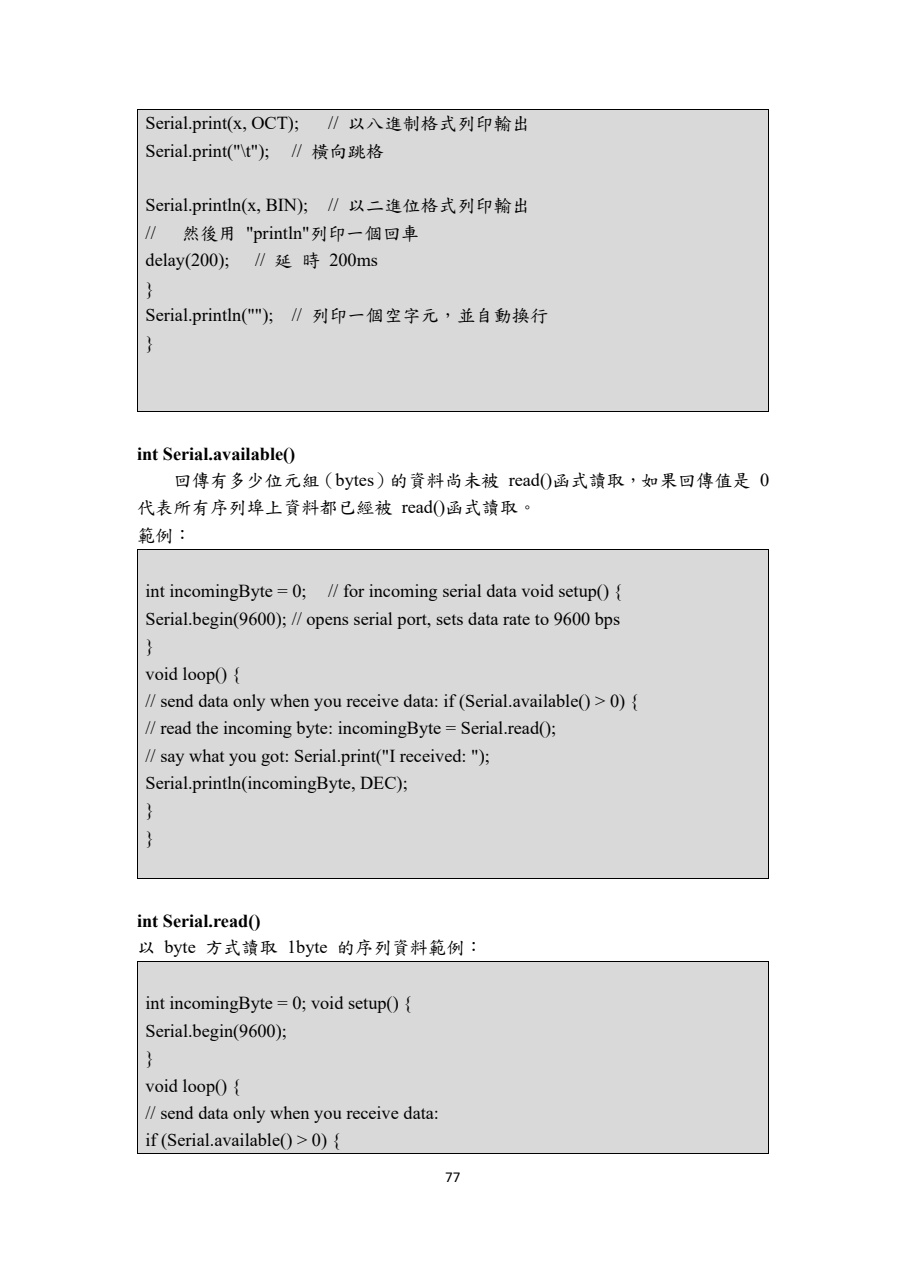 Serial.print(x, OCT); // 以八進制格式列印輸出
Serial.print("\t"); // 橫向跳格
Serial.println(x, BIN); // 以二進位格式列印輸出
// 然後用 "println"列印一個回車
delay(200); // 延 時 200ms
}
Serial.println(""); // 列印一個空字元，並自動換行
}
int Serial.available()
回傳有多少位元組（bytes）的資料尚未被 read()函式讀取，如果回傳值是 0
代表所有序列埠上資料都已經被 read()函式讀取。
範例：
int incomingByte = 0; // for incoming serial data void setup() {
Serial.begin(9600); // opens serial port, sets data rate to 9600 bps
}
void loop() {
// send data only when you receive data: if (Serial.available() > 0) {
// read the incoming byte: incomingByte = Serial.read();
// say what you got: Serial.print("I received: ");
Serial.println(incomingByte, DEC);
}
}
int Serial.read()
以 byte 方式讀取 1byte 的序列資料範例：
int incomingByte = 0; void setup() {
Serial.begin(9600);
}
void loop() {
// send data only when you receive data:
if (Serial.available() > 0) {
77